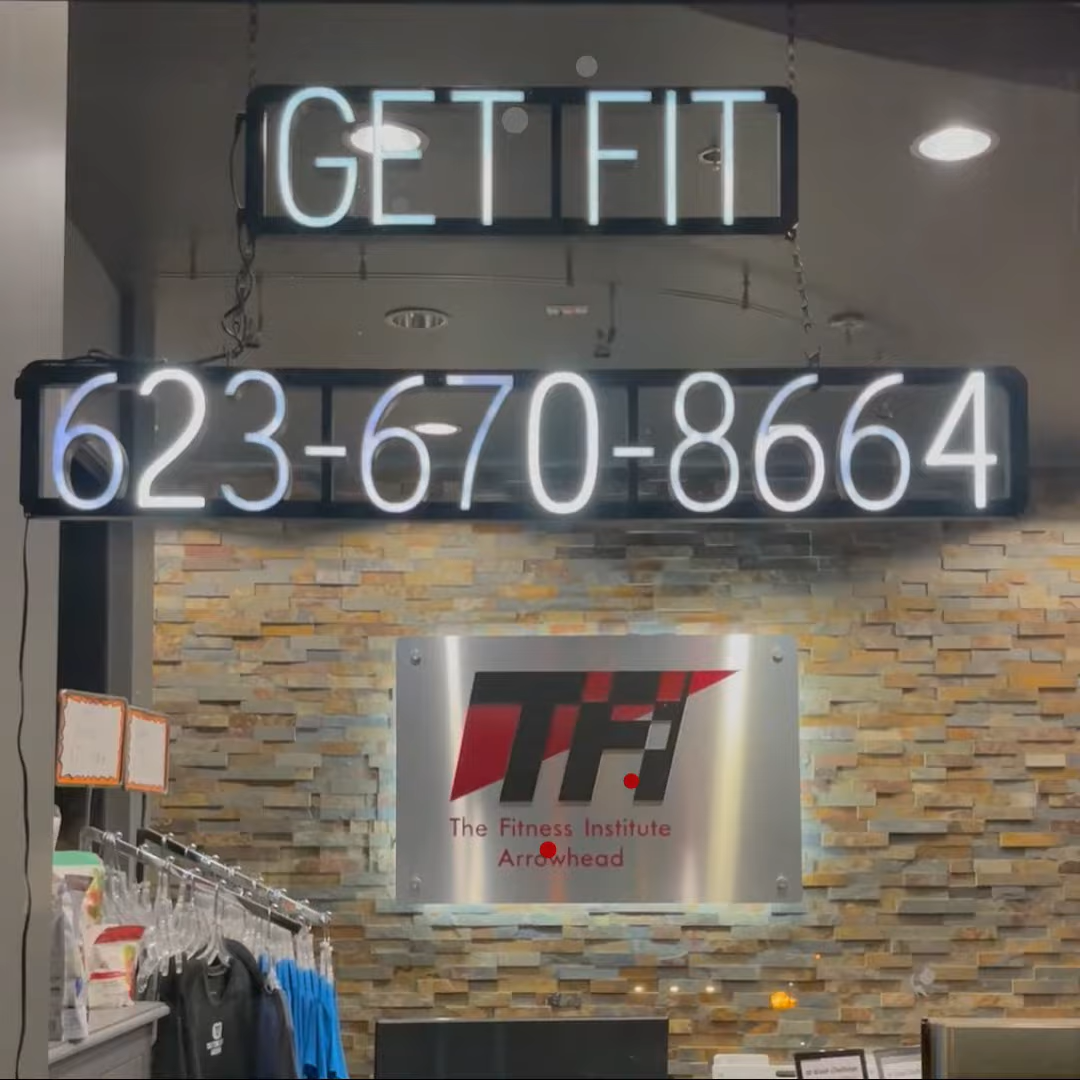 GET FIT
623-670-8664
TFI
The Fitness Institute
Arrowhead